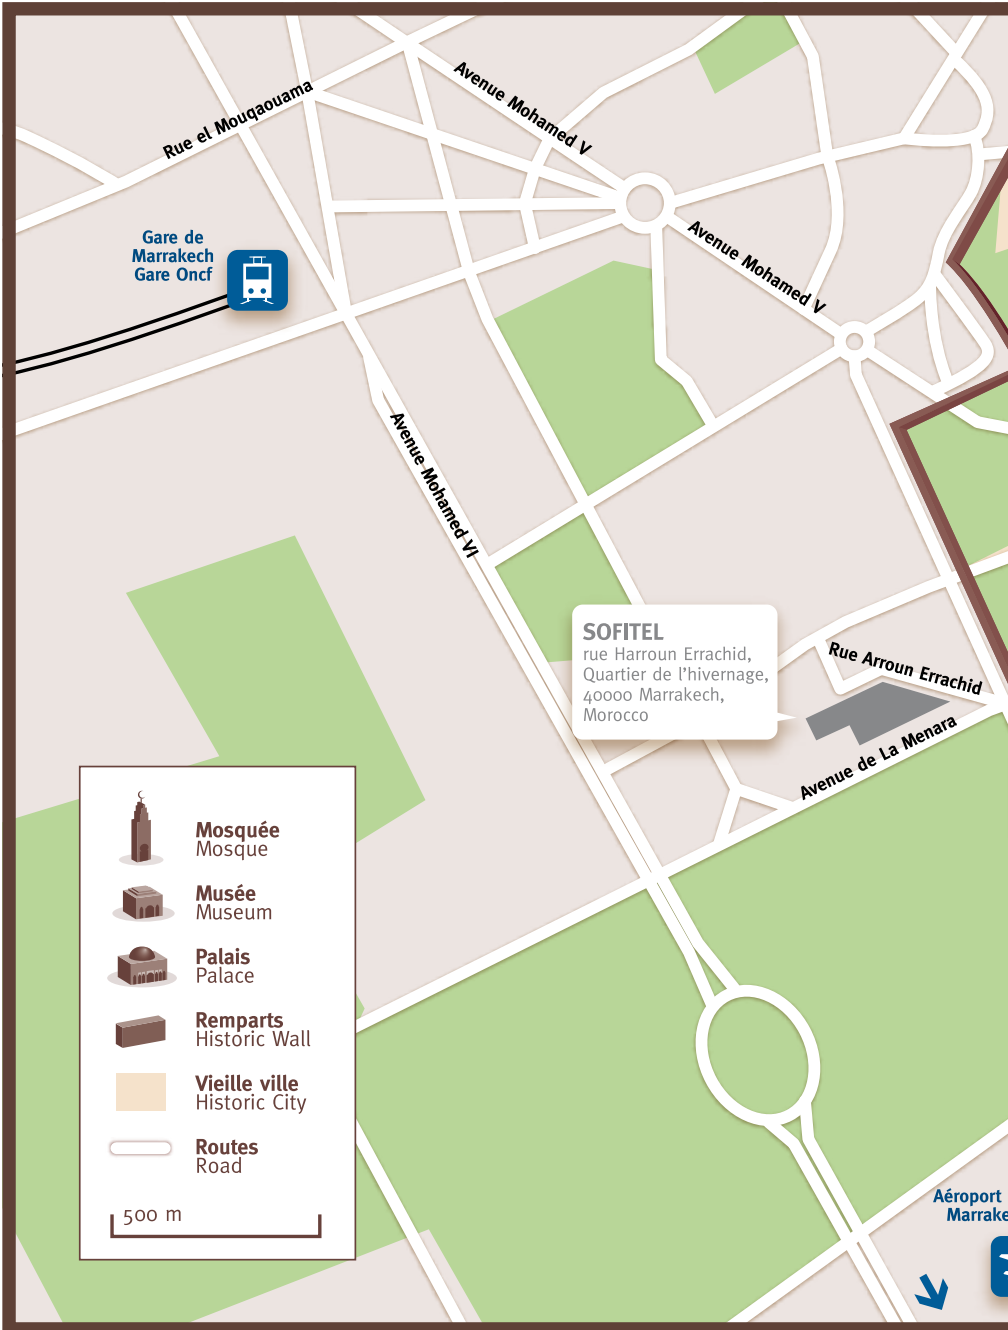 Rue el Mouqaouama
Avenue Mohamed V
Avenue Mohamed V
Gare de
Marrakech
Gare Oncf
Avenue Mohamed VI
SOFITEL
rue Harroun Errachid,
Quartier de l'hivernage,
40000 Marrakech,
Morocco
Rue Arroun Errachid
Avenue de La Menara
Mosquée
Mosque
Musée
Museum
Palais
Palace
Remparts
Historic Wall
Vieille ville
Historic City
Routes
Road
500 m
Aéroport
Marrake